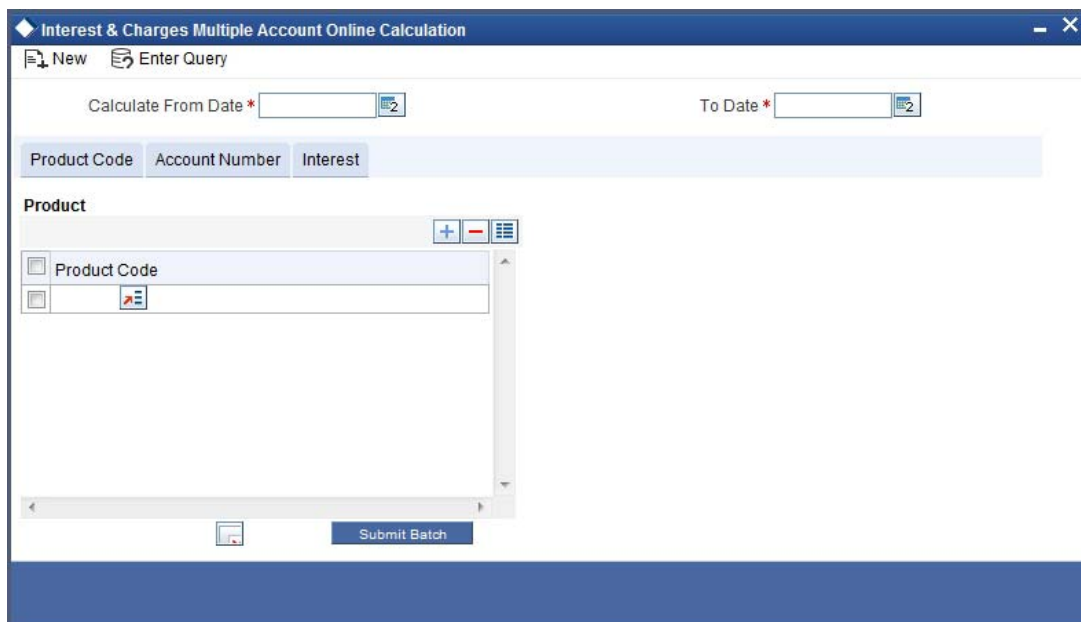 Interest & Charges Multiple Account Online Calculation
New Enter Query
Calculate From Date * To Date *
Product Code Account Number Interest
Product
Product Code
Submit Batch